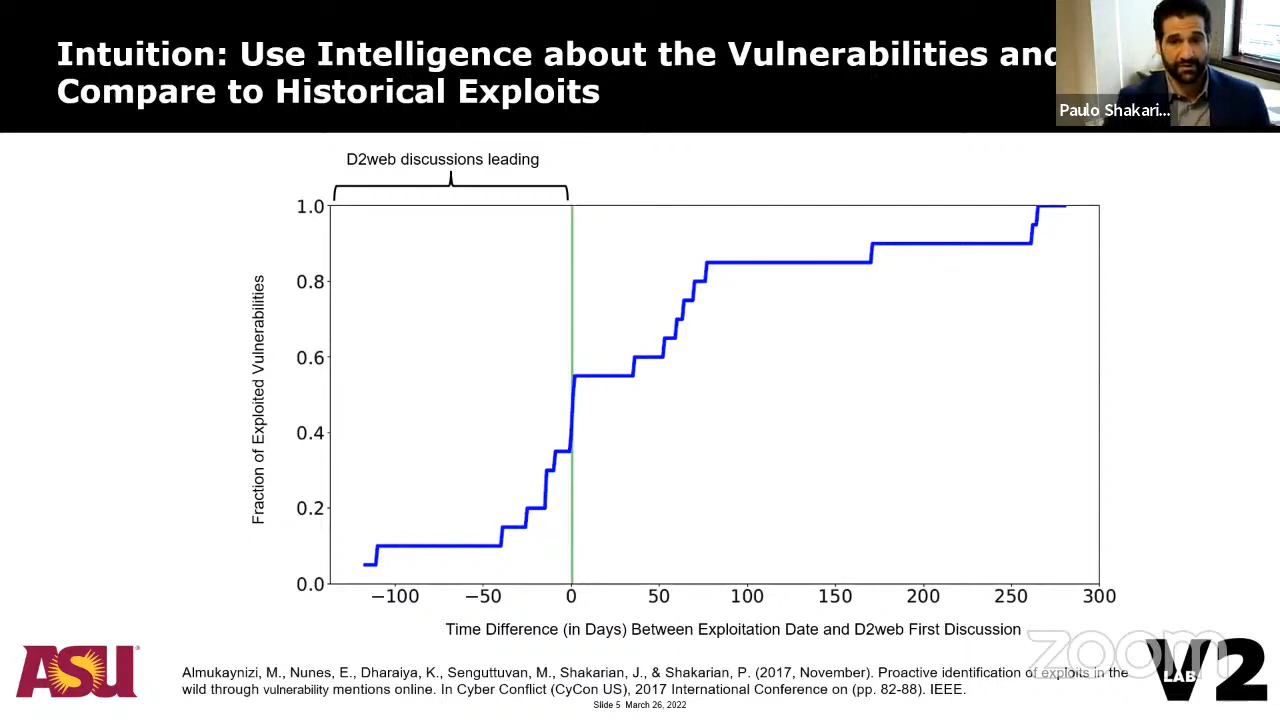 Intuition: Use Intelligence about the Vulnerabilities and
Compare to Historical Exploits
Paulo Shakari...
D2web discussions leading
1.0
0.8
0.6
0.4
0.2
0.0
Fraction of Exploited Vulnerabilities
−100 −50 0 50 100 150 200 250 300
Time Difference (in Days) Between Exploitation Date and D2web First Discussion
zoom
ASU
Almukaynizi, M., Nunes, E., Dharaiya, K., Senguttuvan, M., Shakarian, J., & Shakarian, P. (2017, November). Proactive identification of exploits in the
wild through vulnerability mentions online. In Cyber Conflict (CyCon US), 2017 International Conference on (pp. 82-88). IEEE.
V2
LAB
Slide 5 March 26, 2022